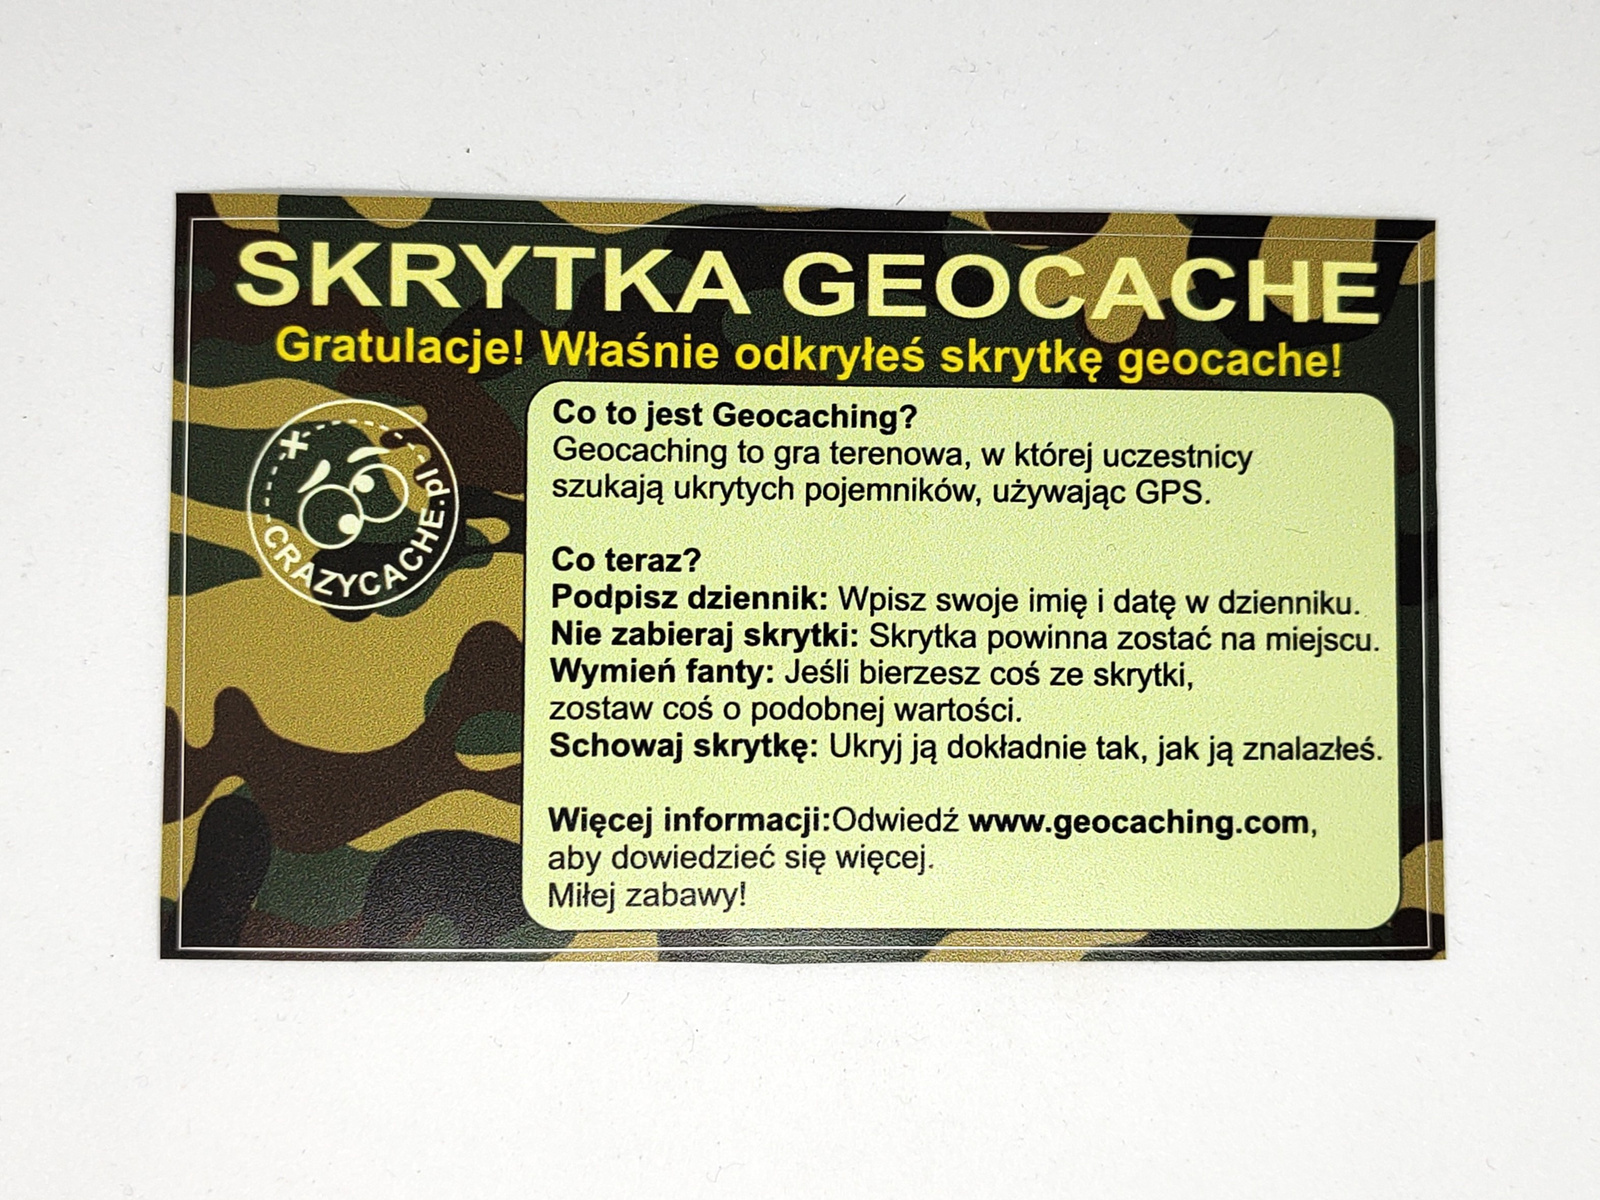 SKRYTKA GEOCACHE
Gratulacje! Właśnie odkryłeś skrytkę geocache!
CRAZYCACHE.pl
Co to jest Geocaching?
Geocaching to gra terenowa, w której uczestnicy
szukają ukrytych pojemników, używając GPS.
Co teraz?
Podpisz dziennik: Wpisz swoje imię i datę w dzienniku.
Nie zabieraj skrytki: Skrytka powinna zostać na miejscu.
Wymień fanty: Jeśli bierzesz coś ze skrytki,
zostaw coś o podobnej wartości.
Schowaj skrytkę: Ukryj ją dokładnie tak, jak ją znalazłeś.
Więcej informacji:Odwiedź www.geocaching.com,
aby dowiedzieć się więcej.
Miłej zabawy!